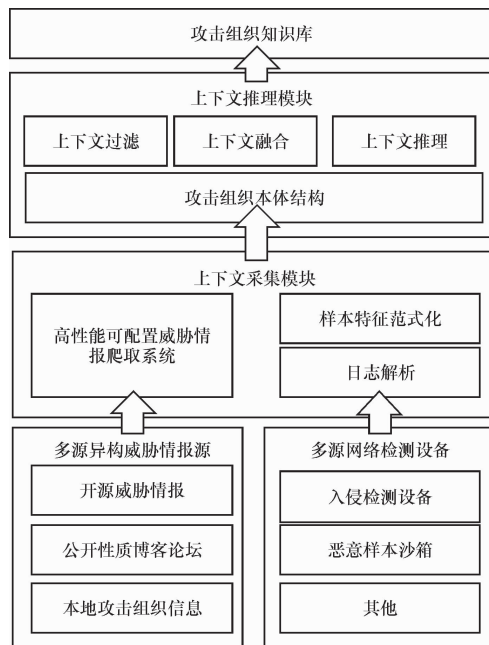 攻击组织知识库
上下文推理模块
上下文过滤
上下文融合
上下文推理
攻击组织本体结构
上下文采集模块
高性能可配置威胁情
报爬取系统
样本特征范式化
日志解析
多源异构威胁情报源
开源威胁情报
公开性质博客论坛
本地攻击组织信息
多源网络检测设备
入侵检测设备
恶意样本沙箱
其他